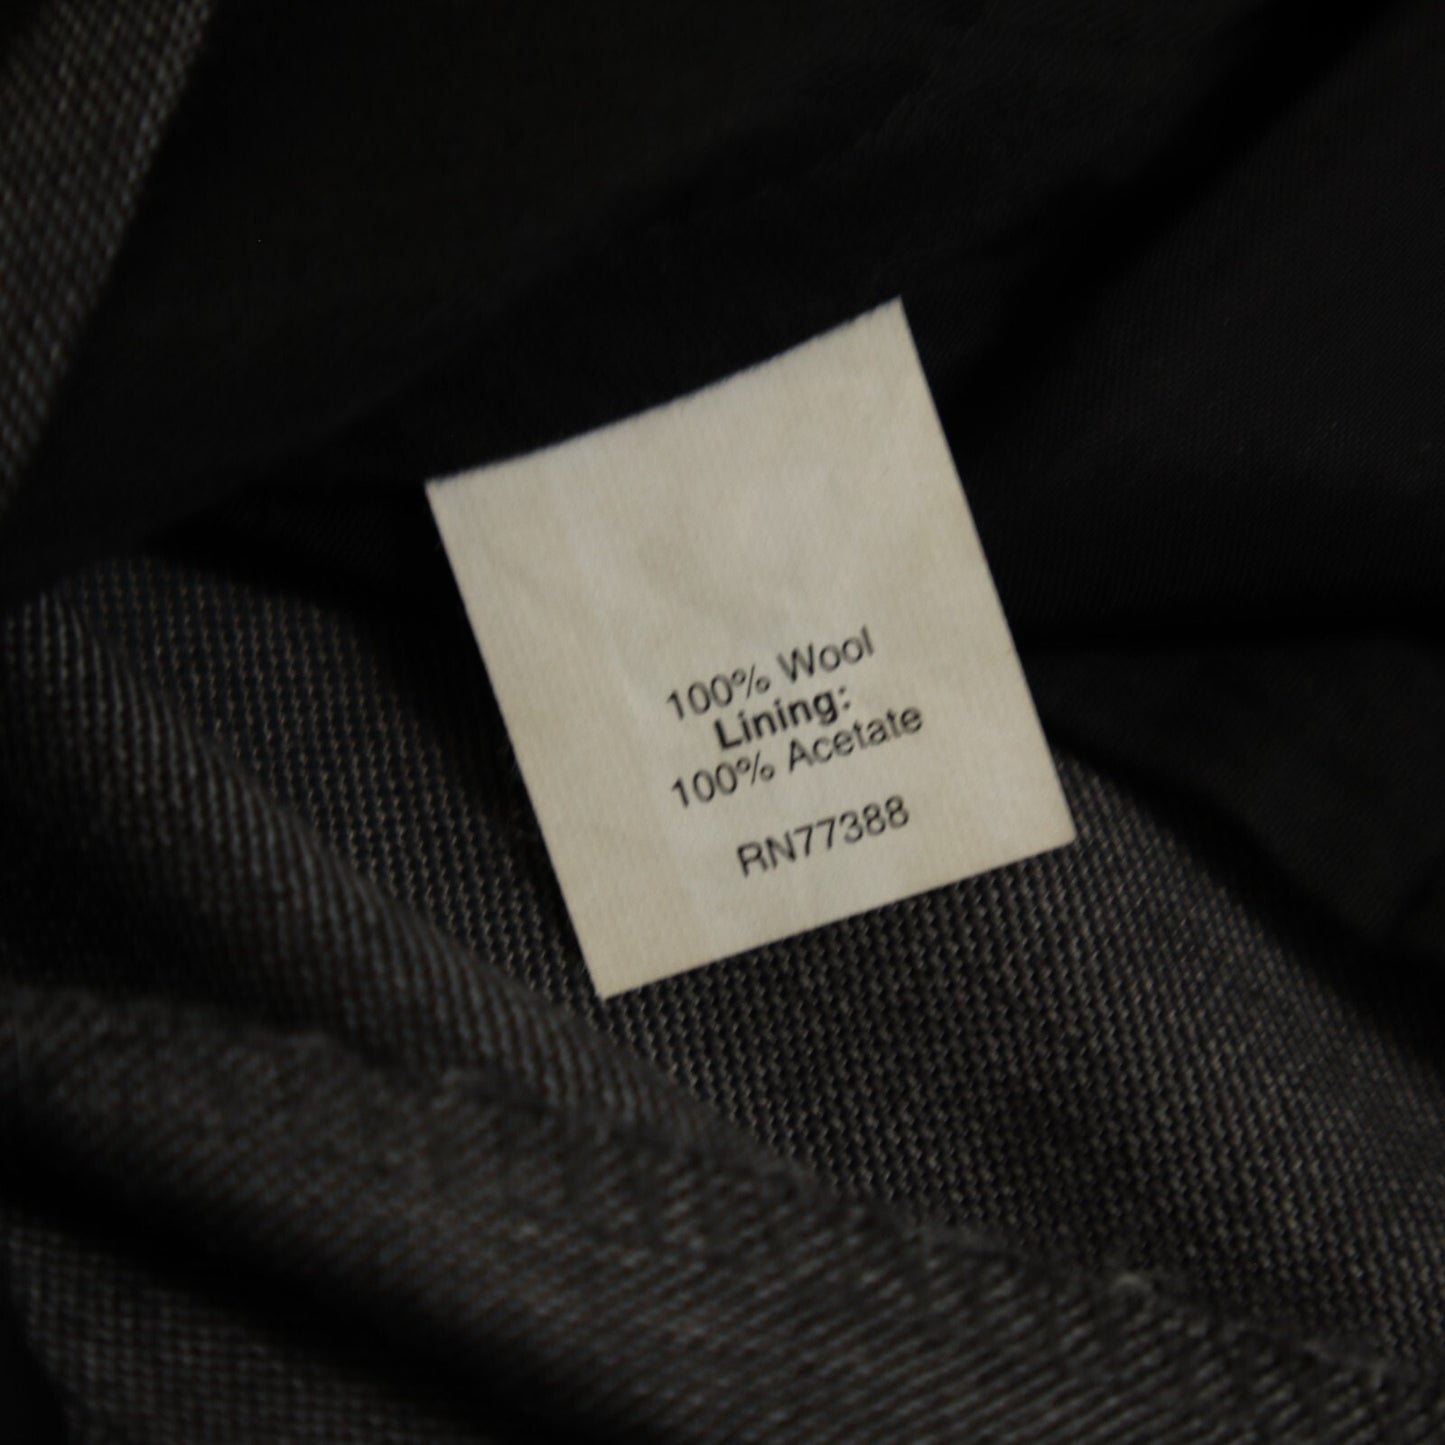 100% Wool
Lining:
100% Acetate
RN77388